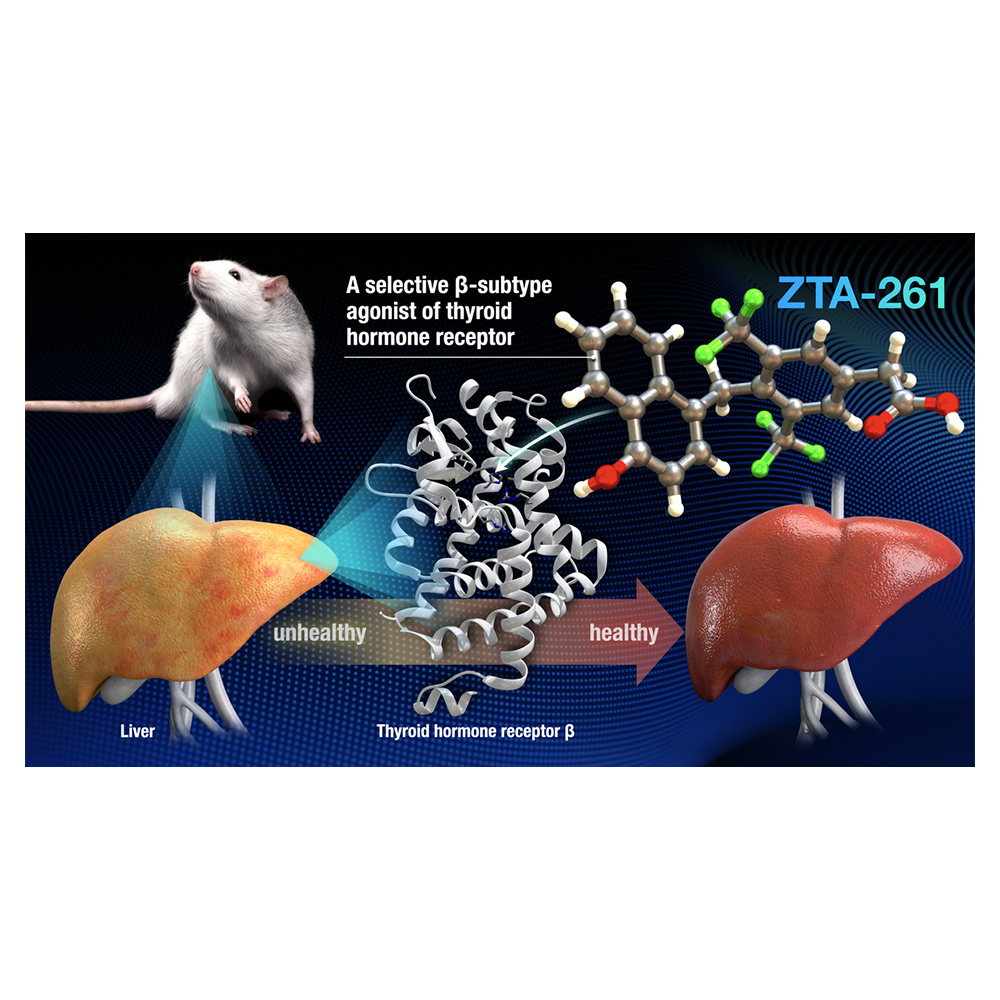 A selective β-subtype
agonist of thyroid
hormone receptor
ZTA-261
unhealthy
healthy
Liver
Thyroid hormone receptor β